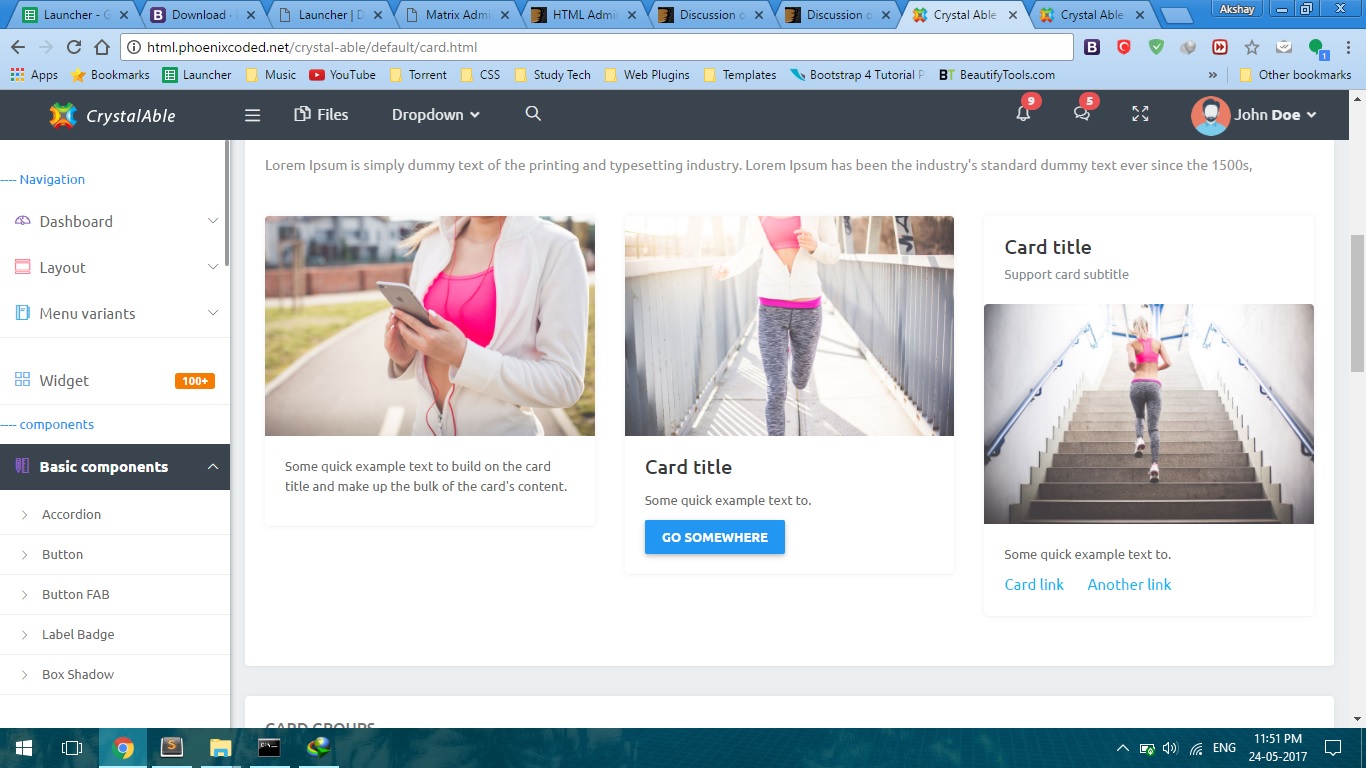 Launcher - G
Download ·
Launcher | D
Matrix Admi
HTML Admi
Discussion o
Discussion o
Crystal Able
Crystal Able
Akshay
html.phoenixcoded.net/crystal-able/default/card.html
1
Apps
Bookmarks
Launcher
Music
YouTube
Torrent
CSS
Study Tech
Web Plugins
Templates
Bootstrap 4 Tutorial
BT BeautifyTools.com
»
Other bookmarks
CrystalAble
Files
Dropdown
9
5
John Doe
---- Navigation
Dashboard
Layout
Menu variants
Widget
100+
---- components
Basic components
Accordion
Button
Button FAB
Label Badge
Box Shadow
Lorem Ipsum is simply dummy text of the printing and typesetting industry. Lorem Ipsum has been the industry's standard dummy text ever since the 1500s,
Some quick example text to build on the card
title and make up the bulk of the card's content.
Card title
Some quick example text to.
GO SOMEWHERE
Card title
Support card subtitle
Some quick example text to.
Card link
Another link
CARD GROUPS
ENG
11:51 PM
24-05-2017